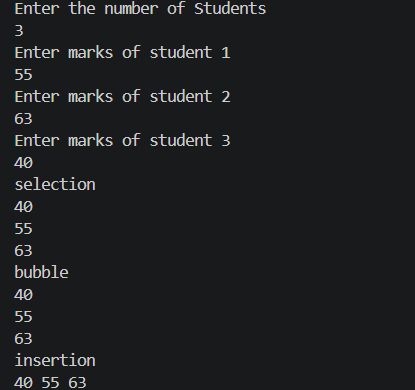 Enter the number of Students
3
Enter marks of student 1
55
Enter marks of student 2
63
Enter marks of student 3
40
selection
40
55
63
bubble
40
55
63
insertion
40 55 63